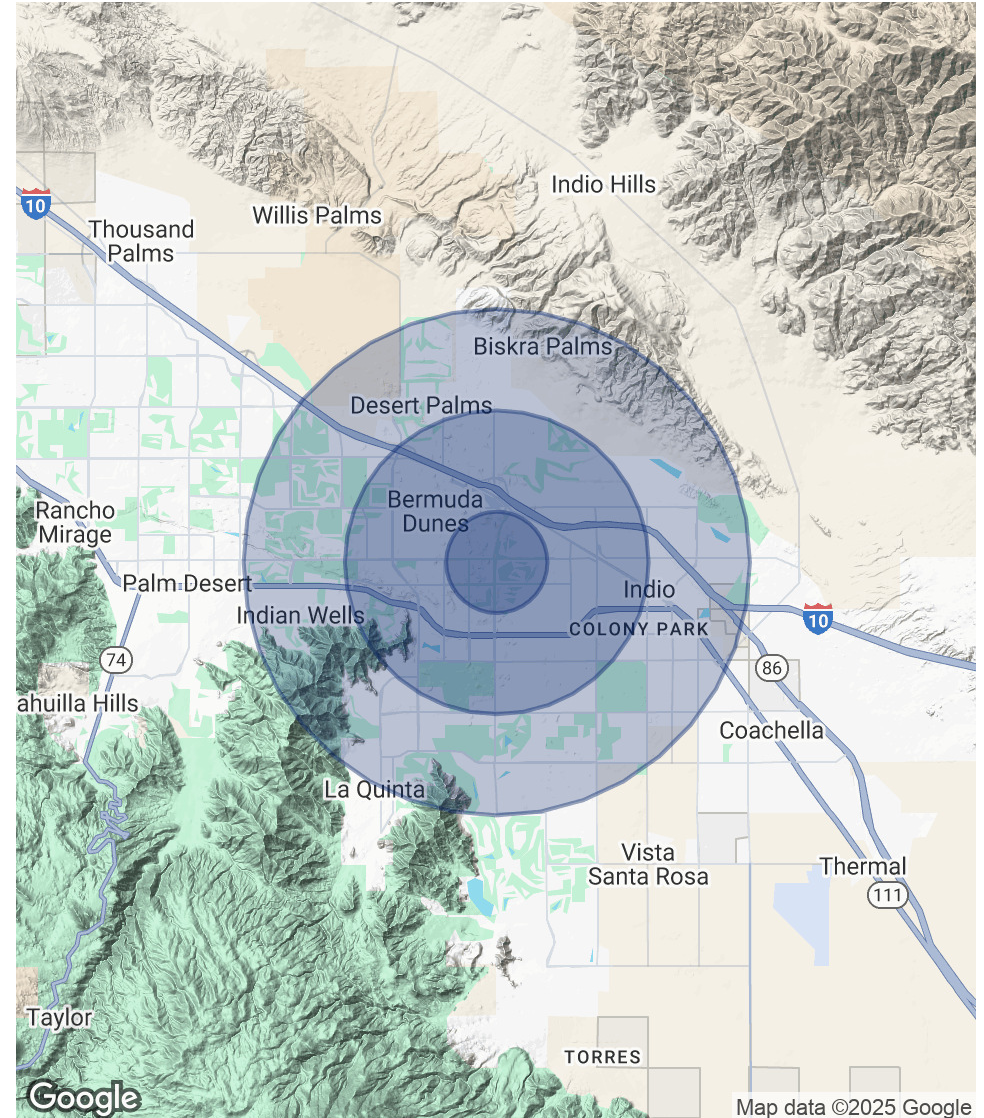 Indio Hills
10
Willis Palms
Thousand
Palms
Biskra Palms
Desert Palms
Bermuda
Dunes
Rancho
Mirage
Palm Desert
Indio
Indian Wells
COLONY PARK
10
74
86
ahuilla Hills
Coachella
La Quinta
Vista
Santa Rosa
Thermal
111
Taylor
TORRES
Google
Map data ©2025 Google